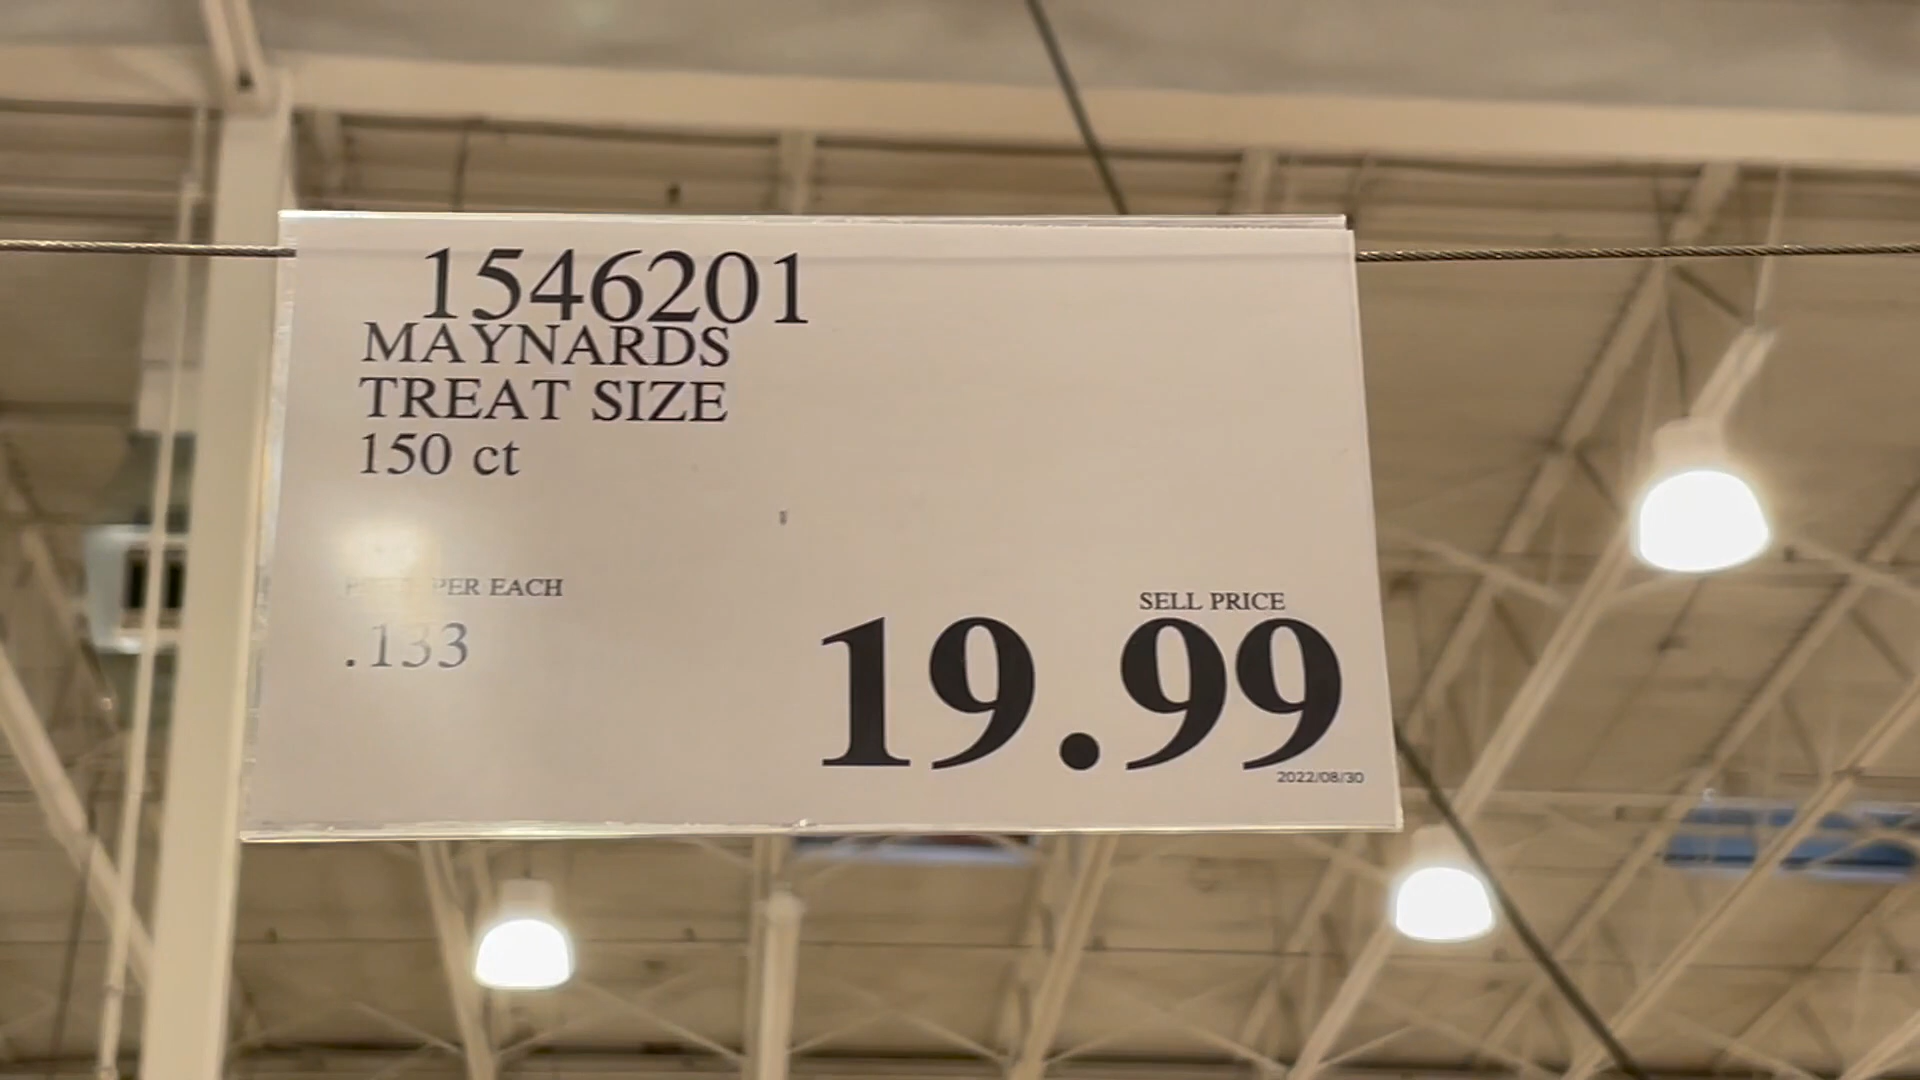 1546201
MAYNARDS
TREAT SIZE
150 ct
PER EACH
.133
SELL PRICE
19.99
2022/08/30